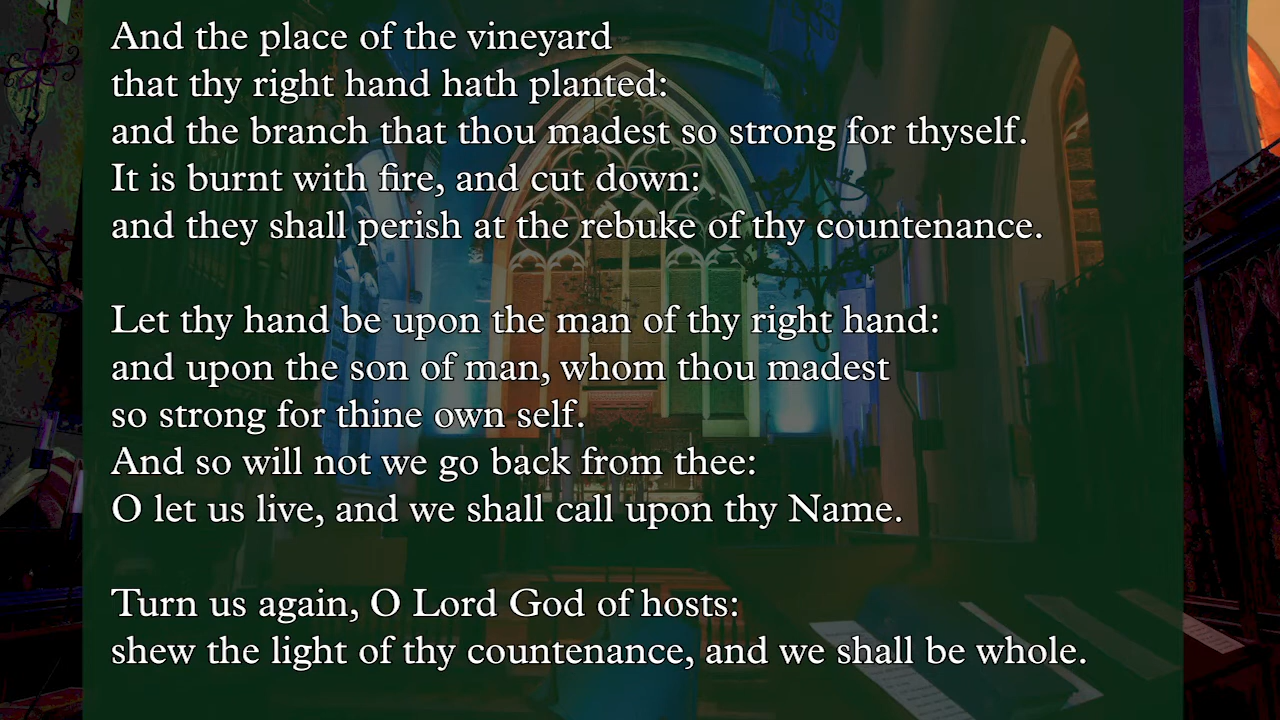 And the place of the vineyard
that thy right hand hath planted:
and the branch that thou madest so strong for thyself.
It is burnt with fire, and cut down:
and they shall perish at the rebuke of thy countenance.
Let thy hand be upon the man of thy right hand:
and upon the son of man, whom thou madest
so strong for thine own self.
And so will not we go back from thee:
O let us live, and we shall call upon thy Name.
Turn us again, O Lord God of hosts:
shew the light of thy countenance, and we shall be whole.